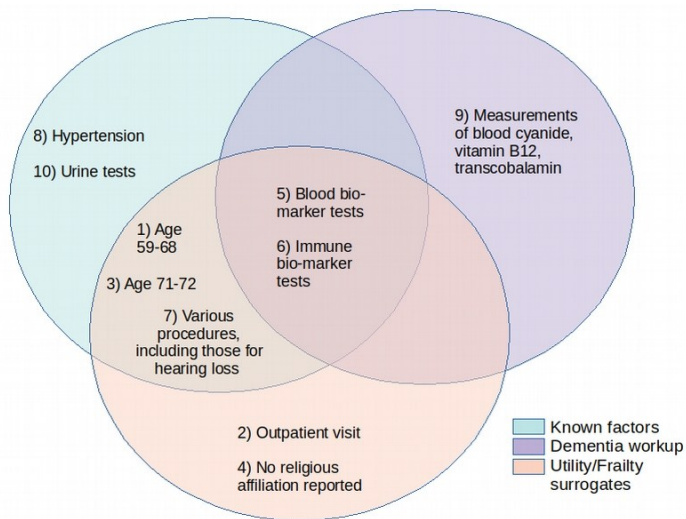 8) Hypertension
10) Urine tests
9) Measurements
of blood cyanide,
vitamin B12,
transcobalamin
5) Blood bio-
marker tests
6) Immune
bio-marker
tests
1) Age
59-68
3) Age 71-72
7) Various
procedures,
including those for
hearing loss
2) Outpatient visit
4) No religious
affiliation reported
Known factors
Dementia workup
Utility/Frailty
surrogates